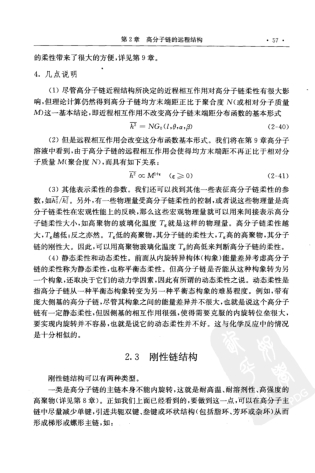 第2章 高分子链的远程结构 · 57 ·
的柔性带来了很大的方便,详见第9章。
4. 几点说明
(1) 尽管高分子链近程结构所决定的近程相互作用对高分子链柔性有很大影
响,但理论计算仍然得到高分子链均方末端距正比于聚合度 N(或相对分子质量
M)这一基本结论,即近程相互作用不改变高分子链末端距分布函数的基本形式
h² = NG(l,θ,α,β) (2-40)
(2) 但是远程相互作用会改变这分布函数基本形式。我们将在第9章高分子
溶液中看到,由于高分子链的远程相互作用会使得均方末端距不再正比于相对分子
质量 M(聚合度 N),而具有如下关系:
h² ∝ M¹⁺ᵋ (ε≥0) (2-41)
(3) 其他表示柔性的参数。我们还可以找到其他一些表征高分子链柔性的参
数,如
另外,有一些物理量受高分子链柔性的控制,或者说这些物理量是高
分子链柔性在宏观性能上的反映,那么这些宏观物理量就可以用来间接表示高分
子链柔性大小,如高聚物的玻璃化温度 Tg就是这样的物理量。高分子链柔性越
大,Tg越低;反之亦然。Tg低的高聚物,其分子链的柔性大;Tg高的高聚物,其分子
链的刚性大。因此,可以用高聚物玻璃化温度 Tg的高低来判断高分子链的柔性。
(4) 静态柔性和动态柔性。前面从内旋转异构体(构象)能量差异考虑高分子
链的柔性称为静态柔性,也称平衡态柔性。但高分子链是否能从这种构象转为另
一个构象,还取决于它们的动力学因素,因此有所谓的动态柔性之说。动态柔性是
指高分子链从一种平衡态构象转变为另一种平衡态构象的难易程度。例如,带有
庞大侧基的高分子链,尽管其构象之间的能量差异并不很大,也就是说这个高分子
链有一定静态柔性,但因侧基的相互作用很强,使得需要克服的内旋转位垒很大,
要实现内旋转并不容易,也就是说它的动态柔性并不好。这与化学反应中的情况
是十分相似的。
2.3 刚性链结构
刚性链结构可以有两种类型。
一类是高分子链的主链本身不能内旋转,这就是耐高温、耐溶剂性、高强度的
高聚物(详见第8章)。正如我们上面已经看到的,要做到这一点,可以在高分子主
链中尽量减少单键,引进共轭双键、叁键或环状结构(包括脂环、芳环或杂环)从而
形成梯形或螺形主链,如: